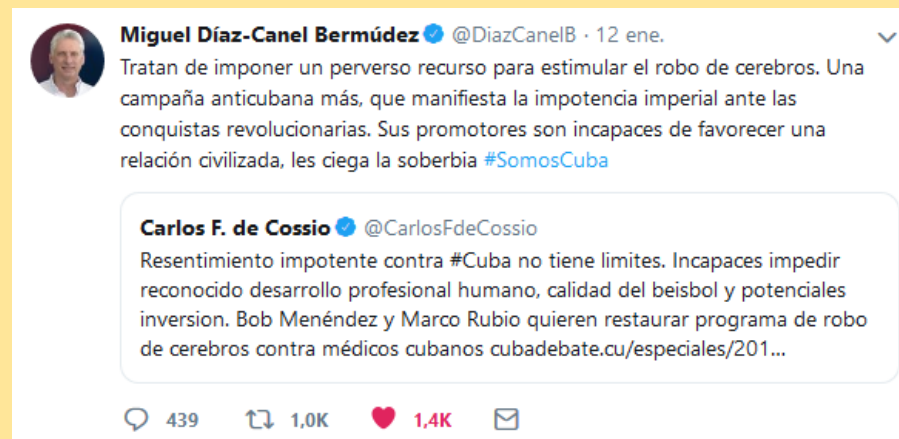 Miguel Díaz-Canel Bermúdez @DiazCanelB · 12 ene.
Tratan de imponer un perverso recurso para estimular el robo de cerebros. Una
campaña anticubana más, que manifiesta la impotencia imperial ante las
conquistas revolucionarias. Sus promotores son incapaces de favorecer una
relación civilizada, les ciega la soberbia #SomosCuba
Carlos F. de Cossio @CarlosFdeCossio
Resentimiento impotente contra #Cuba no tiene limites. Incapaces impedir
reconocido desarrollo profesional humano, calidad del beisbol y potenciales
inversion. Bob Menéndez y Marco Rubio quieren restaurar programa de robo
de cerebros contra médicos cubanos cubadebate.cu/especiales/201...
439 1,0K 1,4K